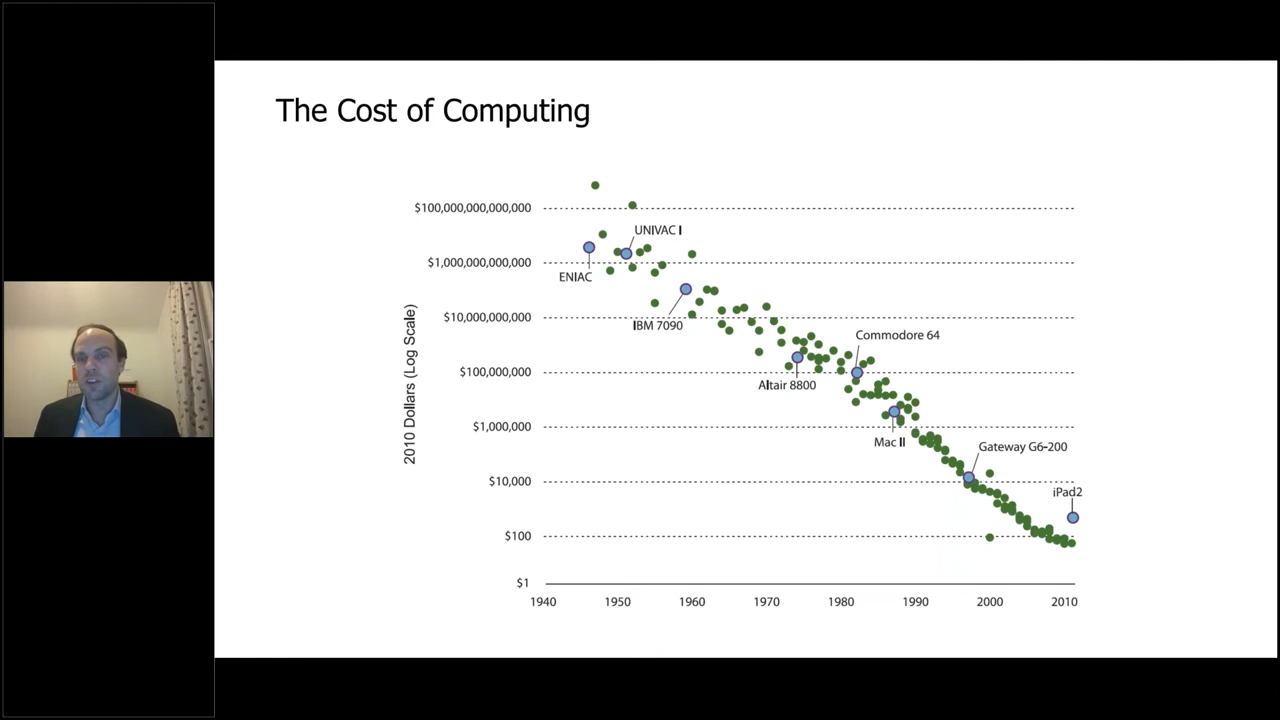 The Cost of Computing
2010 Dollars (Log Scale)
$100,000,000,000,000
$1,000,000,000,000
$10,000,000,000
$100,000,000
$1,000,000
$10,000
$100
$1
UNIVAC I
ENIAC
IBM 7090
Commodore 64
Altair 8800
Mac II
Gateway G6-200
iPad2
1940 1950 1960 1970 1980 1990 2000 2010